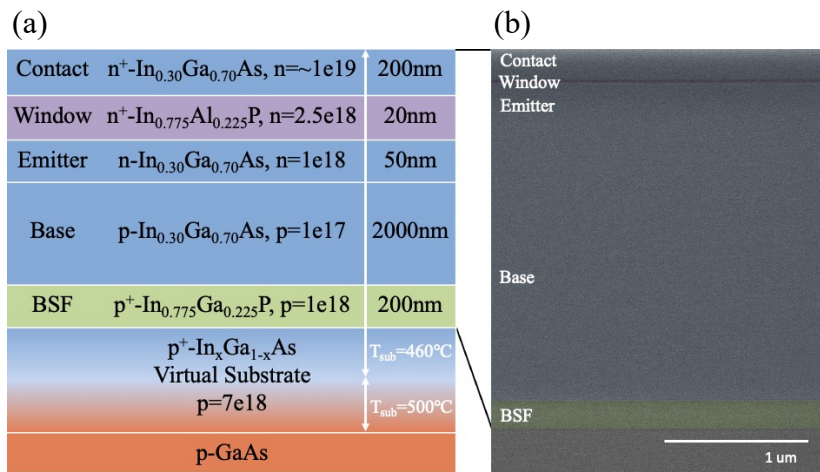 (a)
Contact n⁺-In₀.₃₀Ga₀.₇₀As, n=~1e19 200nm
Window n⁺-In₀.₇₇₅Al₀.₂₂₅P, n=2.5e18 20nm
Emitter n-In₀.₃₀Ga₀.₇₀As, n=1e18 50nm
Base p-In₀.₃₀Ga₀.₇₀As, p=1e17 2000nm
BSF p⁺-In₀.₇₇₅Ga₀.₂₂₅P, p=1e18 200nm
p⁺-InₓGa₁₋ₓAs
Virtual Substrate
p=7e18
T_sub=460°C
T_sub=500°C
p-GaAs
(b)
Contact
Window
Emitter
Base
BSF
1 um